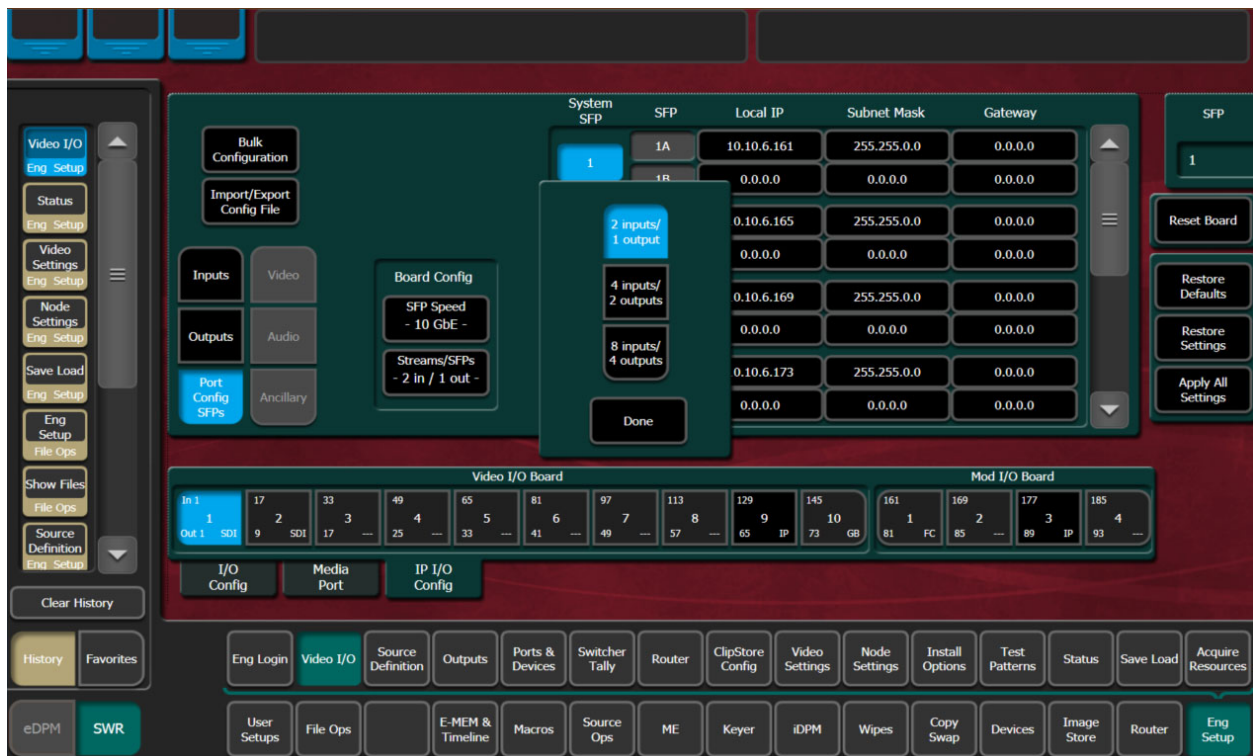 System
SFP
SFP
Local IP
Subnet Mask
Gateway
SFP
Video I/O
Eng Setup
Status
Eng Setup
Video
Settings
Eng Setup
Node
Settings
Eng Setup
Save Load
Eng Setup
Eng
Setup
File Ops
Show Files
File Ops
Source
Definition
Eng Setup
Clear History
History
Favorites
eDPM
SWR
Bulk
Configuration
Import/Export
Config File
Inputs
Video
Outputs
Audio
Port
Config
SFPs
Ancillary
Board Config
SFP Speed
- 10 GbE -
Streams/SFPs
- 2 in / 1 out -
1
1A
10.10.6.161
255.255.0.0
0.0.0.0
1B
0.0.0.0
0.0.0.0
0.0.0.0
0.10.6.165
255.255.0.0
0.0.0.0
0.0.0.0
0.0.0.0
0.0.0.0
0.10.6.169
255.255.0.0
0.0.0.0
0.0.0.0
0.0.0.0
0.0.0.0
0.10.6.173
255.255.0.0
0.0.0.0
0.0.0.0
0.0.0.0
0.0.0.0
2 inputs/
1 output
4 inputs/
2 outputs
8 inputs/
4 outputs
Done
1
Reset Board
Restore
Defaults
Restore
Settings
Apply All
Settings
Video I/O Board
In 1
1
Out 1 SDI
17
2
9 SDI
33
3
17 ---
49
4
25 ---
65
5
33 ---
81
6
41 ---
97
7
49 ---
113
8
57 ---
129
9
65 IP
145
10
73 GB
Mod I/O Board
161
1
81 FC
169
2
85 ---
177
3
89 IP
185
4
93 ---
I/O
Config
Media
Port
IP I/O
Config
Eng Login
Video I/O
Source
Definition
Outputs
Ports &
Devices
Switcher
Tally
Router
ClipStore
Config
Video
Settings
Node
Settings
Install
Options
Test
Patterns
Status
Save Load
Acquire
Resources
User
Setups
File Ops
E-MEM &
Timeline
Macros
Source
Ops
ME
Keyer
iDPM
Wipes
Copy
Swap
Devices
Image
Store
Router
Eng
Setup